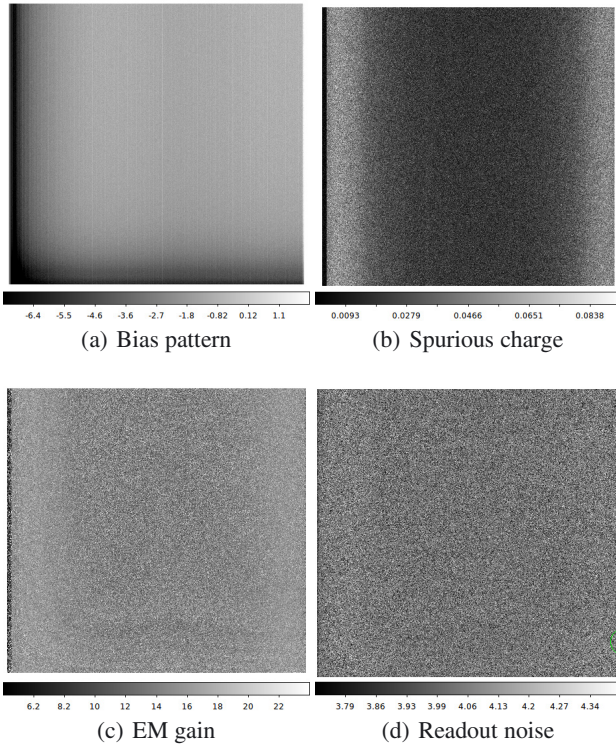 -6.4 -5.5 -4.6 -3.6 -2.7 -1.8 -0.82 0.12 1.1
(a) Bias pattern
0.0093 0.0279 0.0466 0.0651 0.0838
(b) Spurious charge
6.2 8.2 10 12 14 16 18 20 22
(c) EM gain
3.79 3.86 3.93 3.99 4.06 4.13 4.2 4.27 4.34
(d) Readout noise